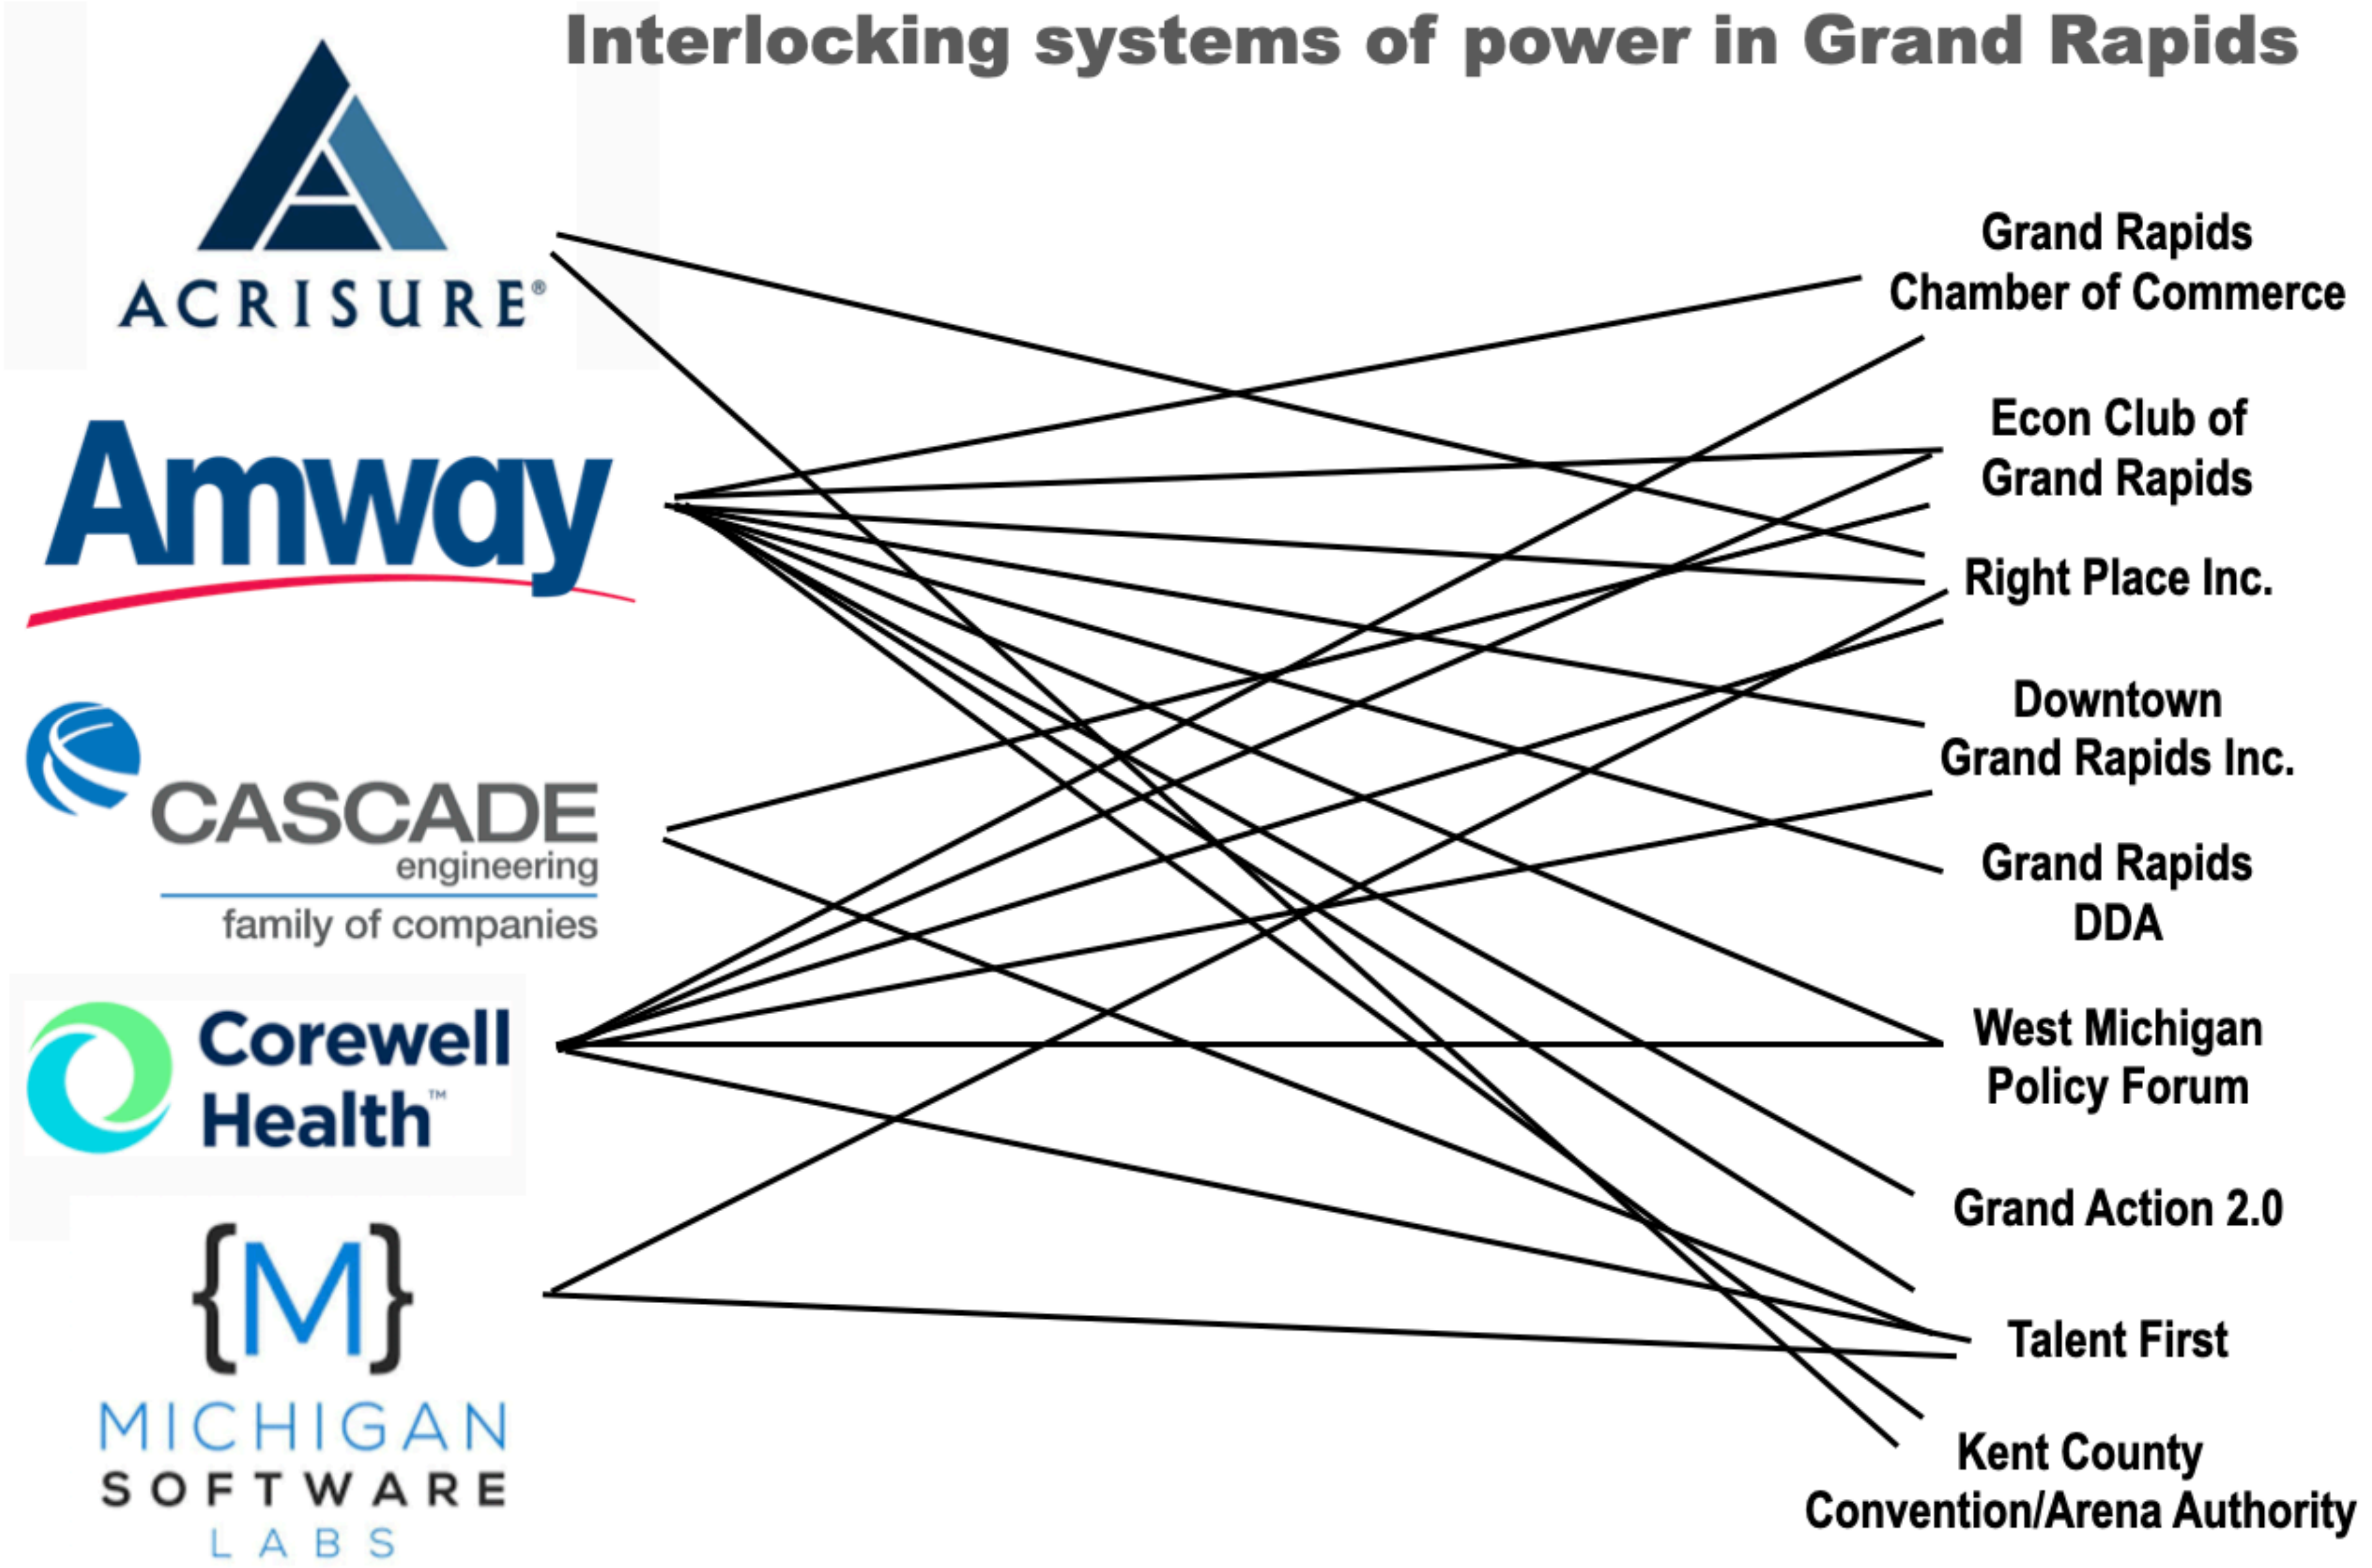 Interlocking systems of power in Grand Rapids
ACRISURE®
Amway
CASCADE
engineering
family of companies
Corewell
Health™
{M}
MICHIGAN
SOFTWARE
LABS
Grand Rapids
Chamber of Commerce
Econ Club of
Grand Rapids
Right Place Inc.
Downtown
Grand Rapids Inc.
Grand Rapids
DDA
West Michigan
Policy Forum
Grand Action 2.0
Talent First
Kent County
Convention/Arena Authority